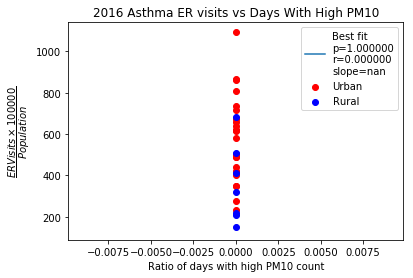 2016 Asthma ER visits vs Days With High PM10
Best fit
p=1.000000
r=0.000000
slope=nan
Urban
Rural
1000
800
600
400
200
ERVisits × 100000
Population
−0.0075 −0.0050 −0.0025 0.0000 0.0025 0.0050 0.0075
Ratio of days with high PM10 count